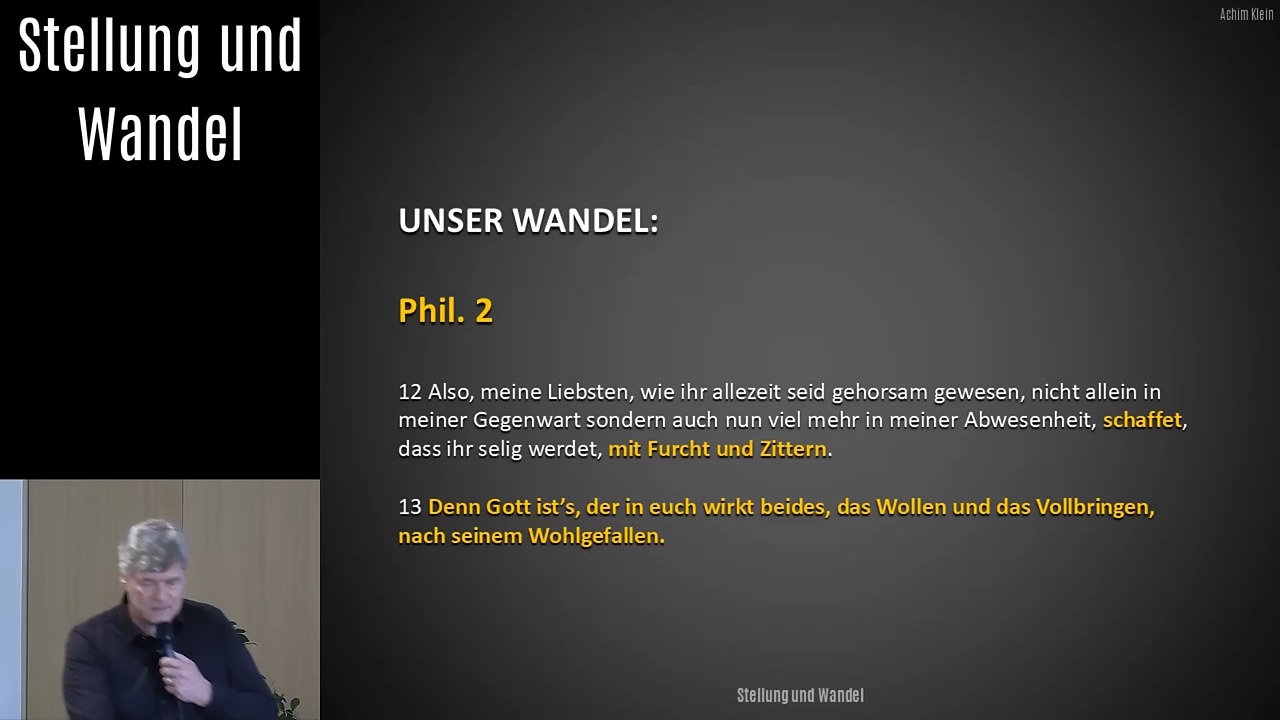 Stellung und
Wandel
Achim Klein
UNSER WANDEL:
Phil. 2
12 Also, meine Liebsten, wie ihr allezeit seid gehorsam gewesen, nicht allein in
meiner Gegenwart sondern auch nun viel mehr in meiner Abwesenheit, schaffet,
dass ihr selig werdet, mit Furcht und Zittern.
13 Denn Gott ist’s, der in euch wirkt beides, das Wollen und das Vollbringen,
nach seinem Wohlgefallen.
Stellung und Wandel